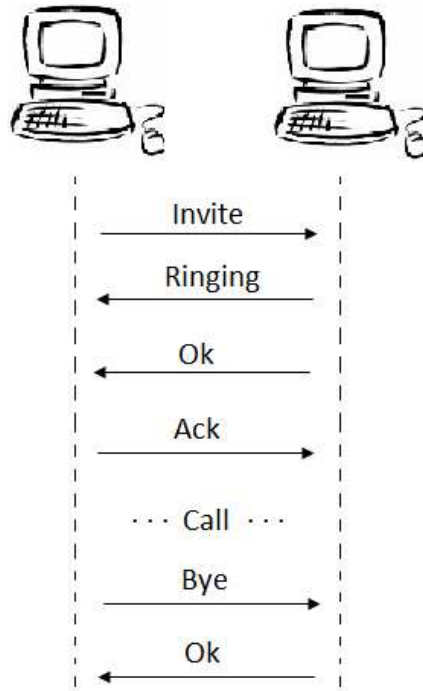 Invite
Ringing
Ok
Ack
· · · Call · · ·
Bye
Ok